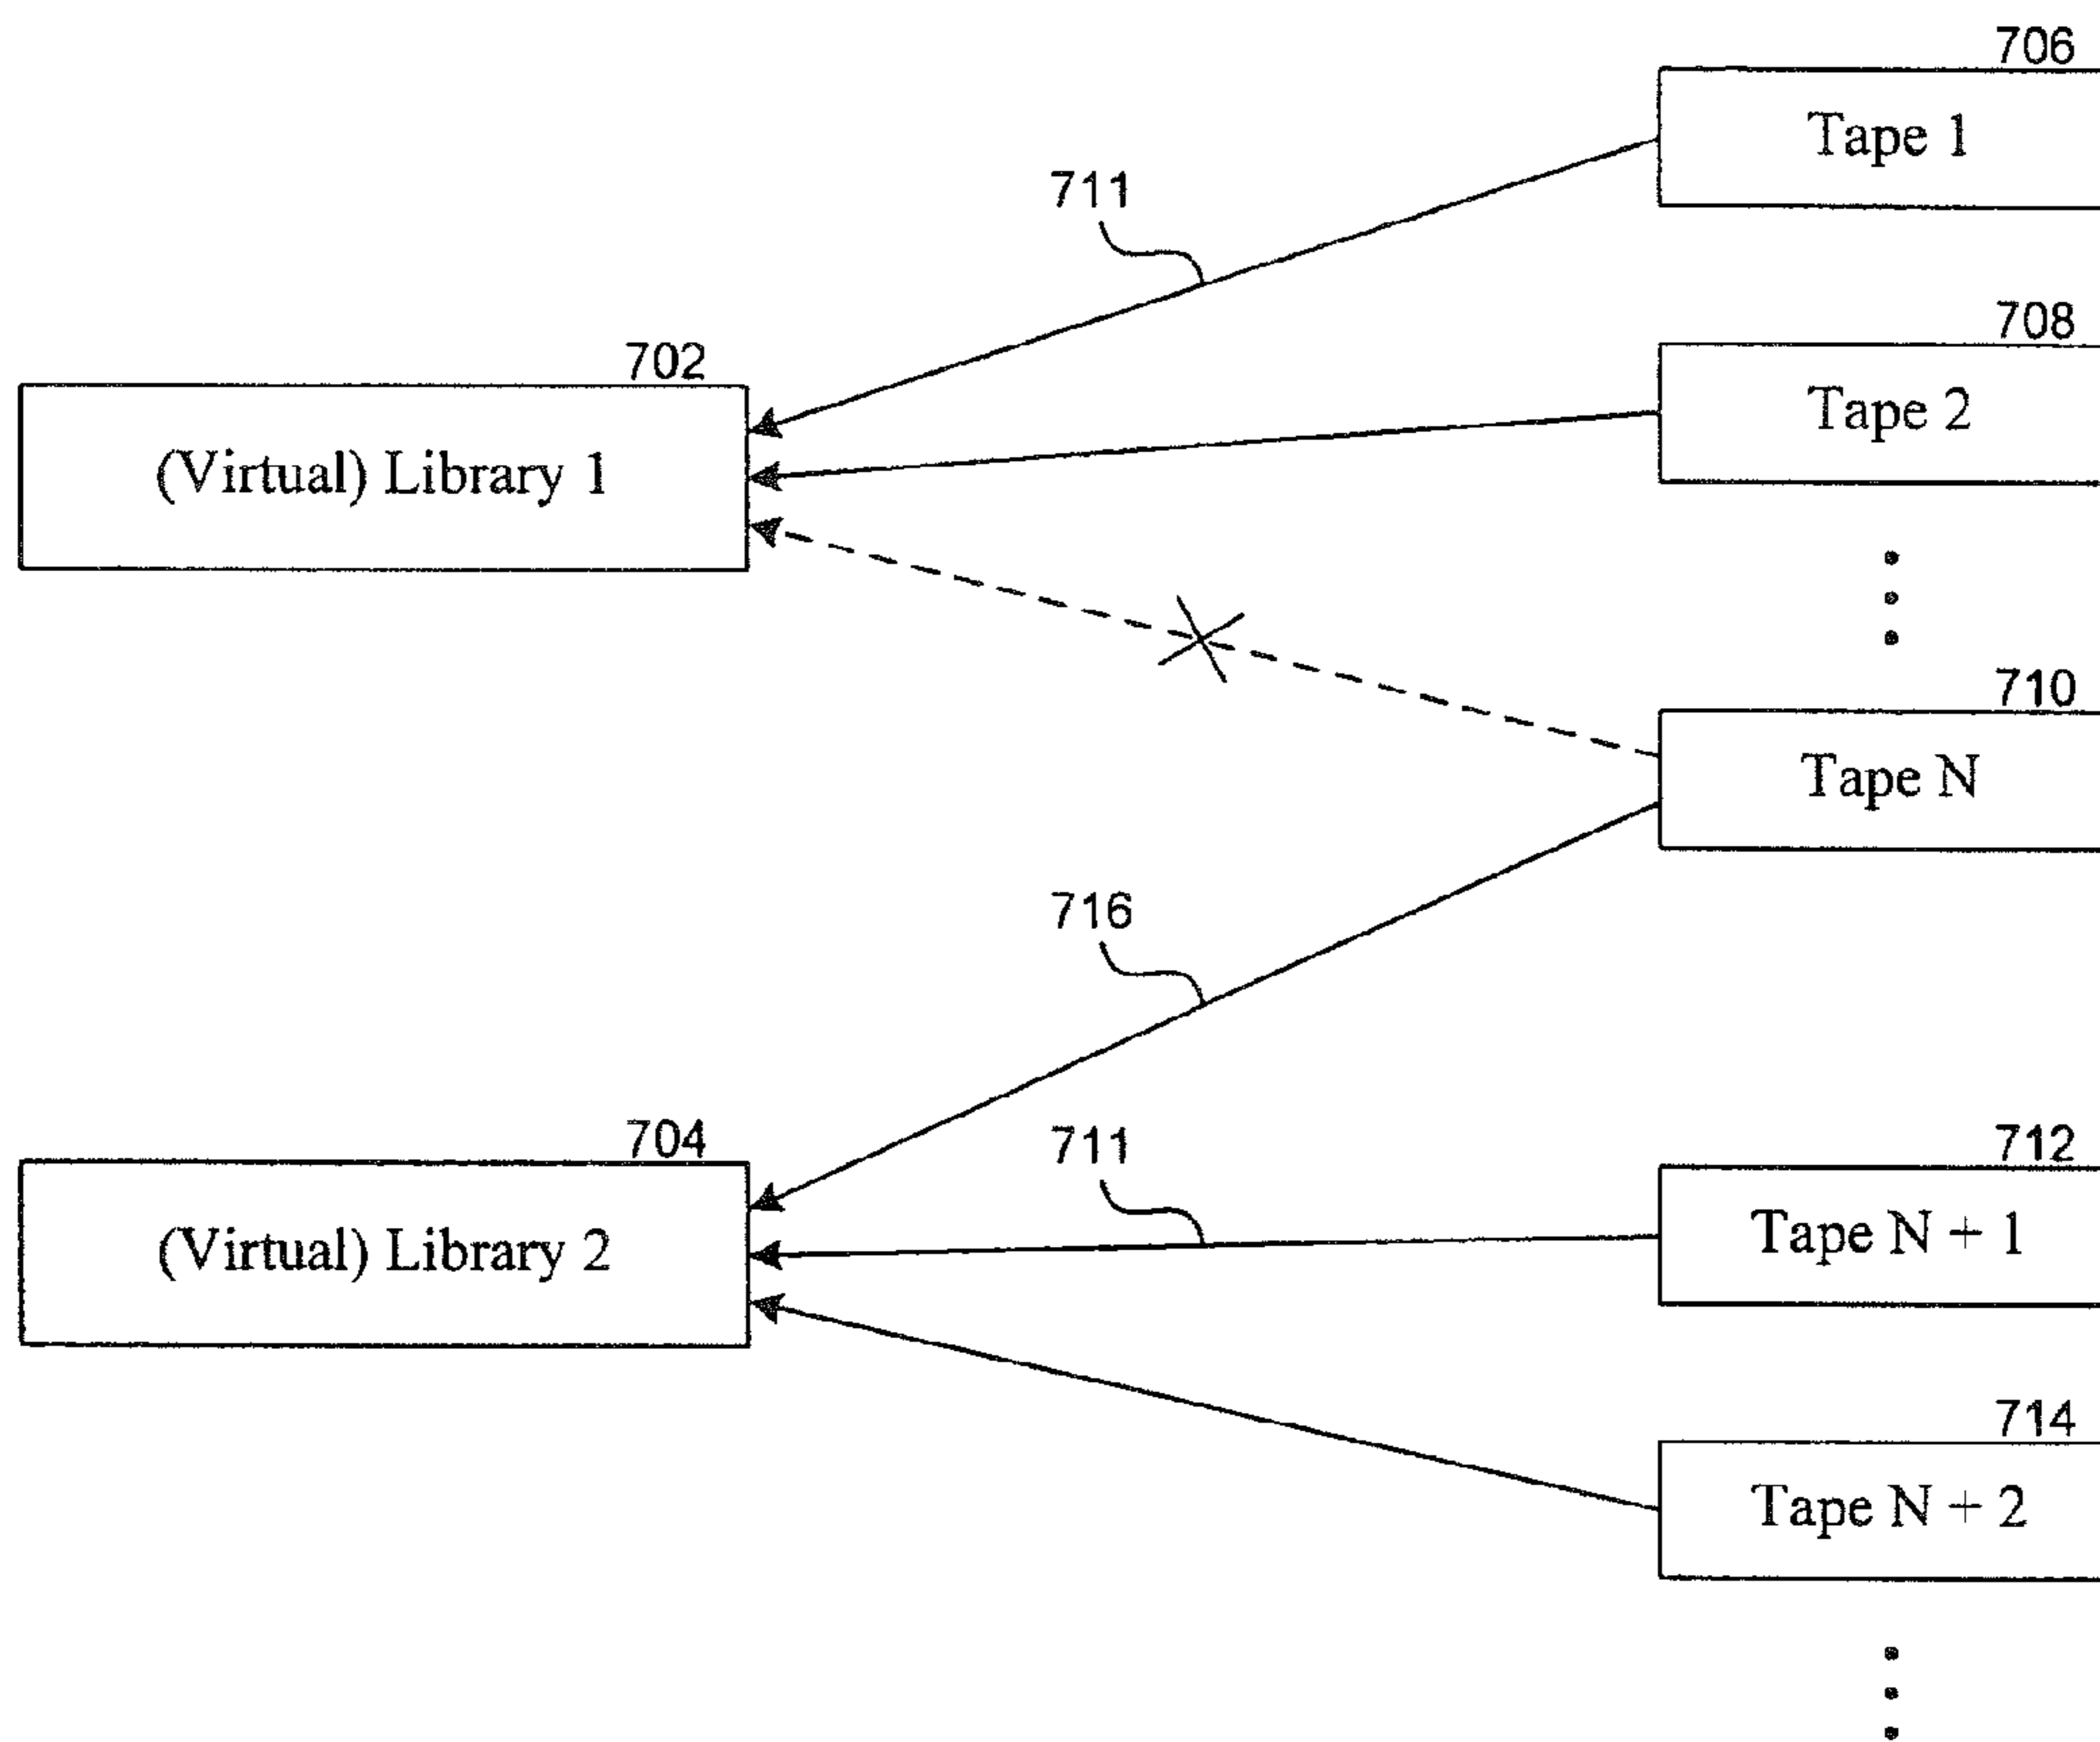 706
Tape 1
711
708
702
Tape 2
(Virtual) Library 1
710
Tape N
716
704
711
712
(Virtual) Library 2
Tape N + 1
714
Tape N + 2